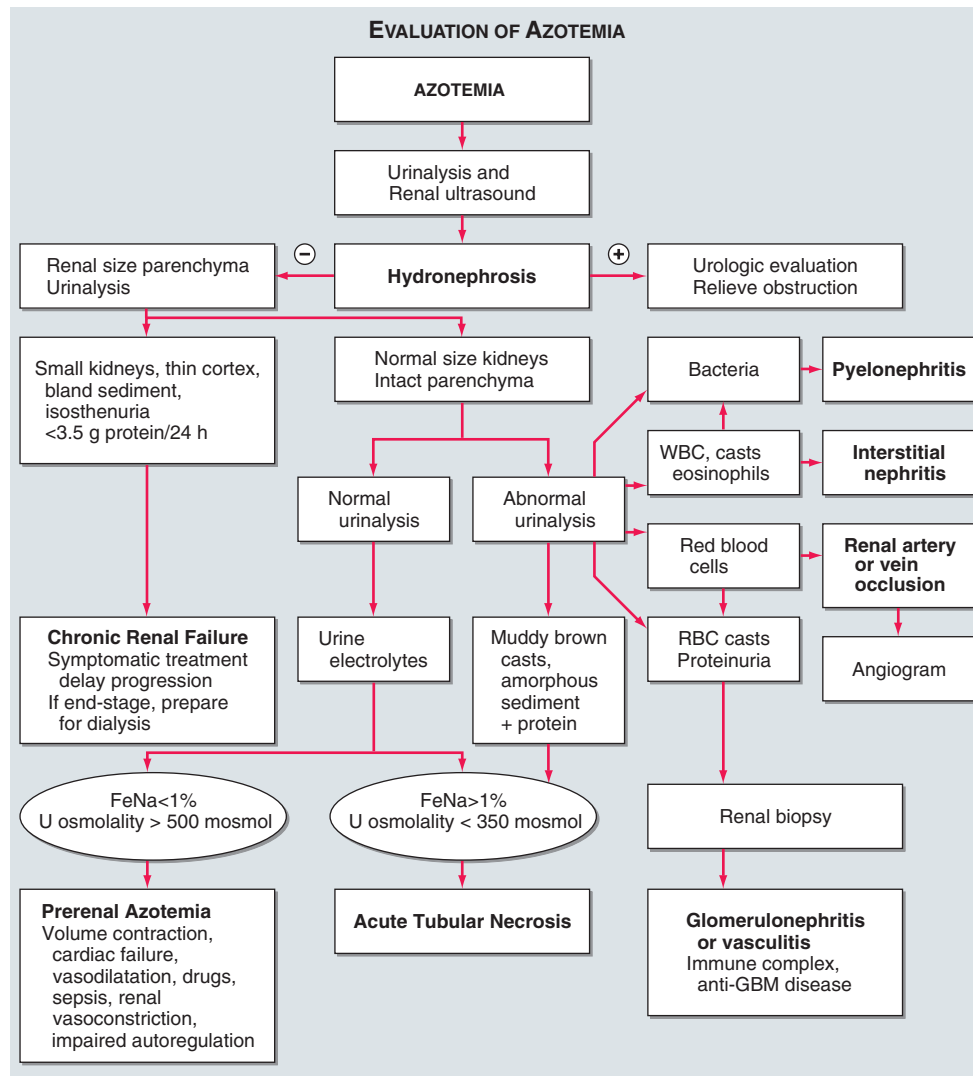 EVALUATION OF AZOTEMIA
AZOTEMIA
Urinalysis and
Renal ultrasound
Renal size parenchyma
Urinalysis
−
Hydronephrosis
+
Urologic evaluation
Relieve obstruction
Small kidneys, thin cortex,
bland sediment,
isosthenuria
<3.5 g protein/24 h
Normal size kidneys
Intact parenchyma
Bacteria
Pyelonephritis
WBC, casts
eosinophils
Interstitial
nephritis
Normal
urinalysis
Abnormal
urinalysis
Red blood
cells
Renal artery
or vein
occlusion
Chronic Renal Failure
Symptomatic treatment
delay progression
If end-stage, prepare
for dialysis
Urine
electrolytes
Muddy brown
casts,
amorphous
sediment
+ protein
RBC casts
Proteinuria
Angiogram
FeNa<1%
U osmolality > 500 mosmol
FeNa>1%
U osmolality < 350 mosmol
Renal biopsy
Prerenal Azotemia
Volume contraction,
cardiac failure,
vasodilatation, drugs,
sepsis, renal
vasoconstriction,
impaired autoregulation
Acute Tubular Necrosis
Glomerulonephritis
or vasculitis
Immune complex,
anti-GBM disease